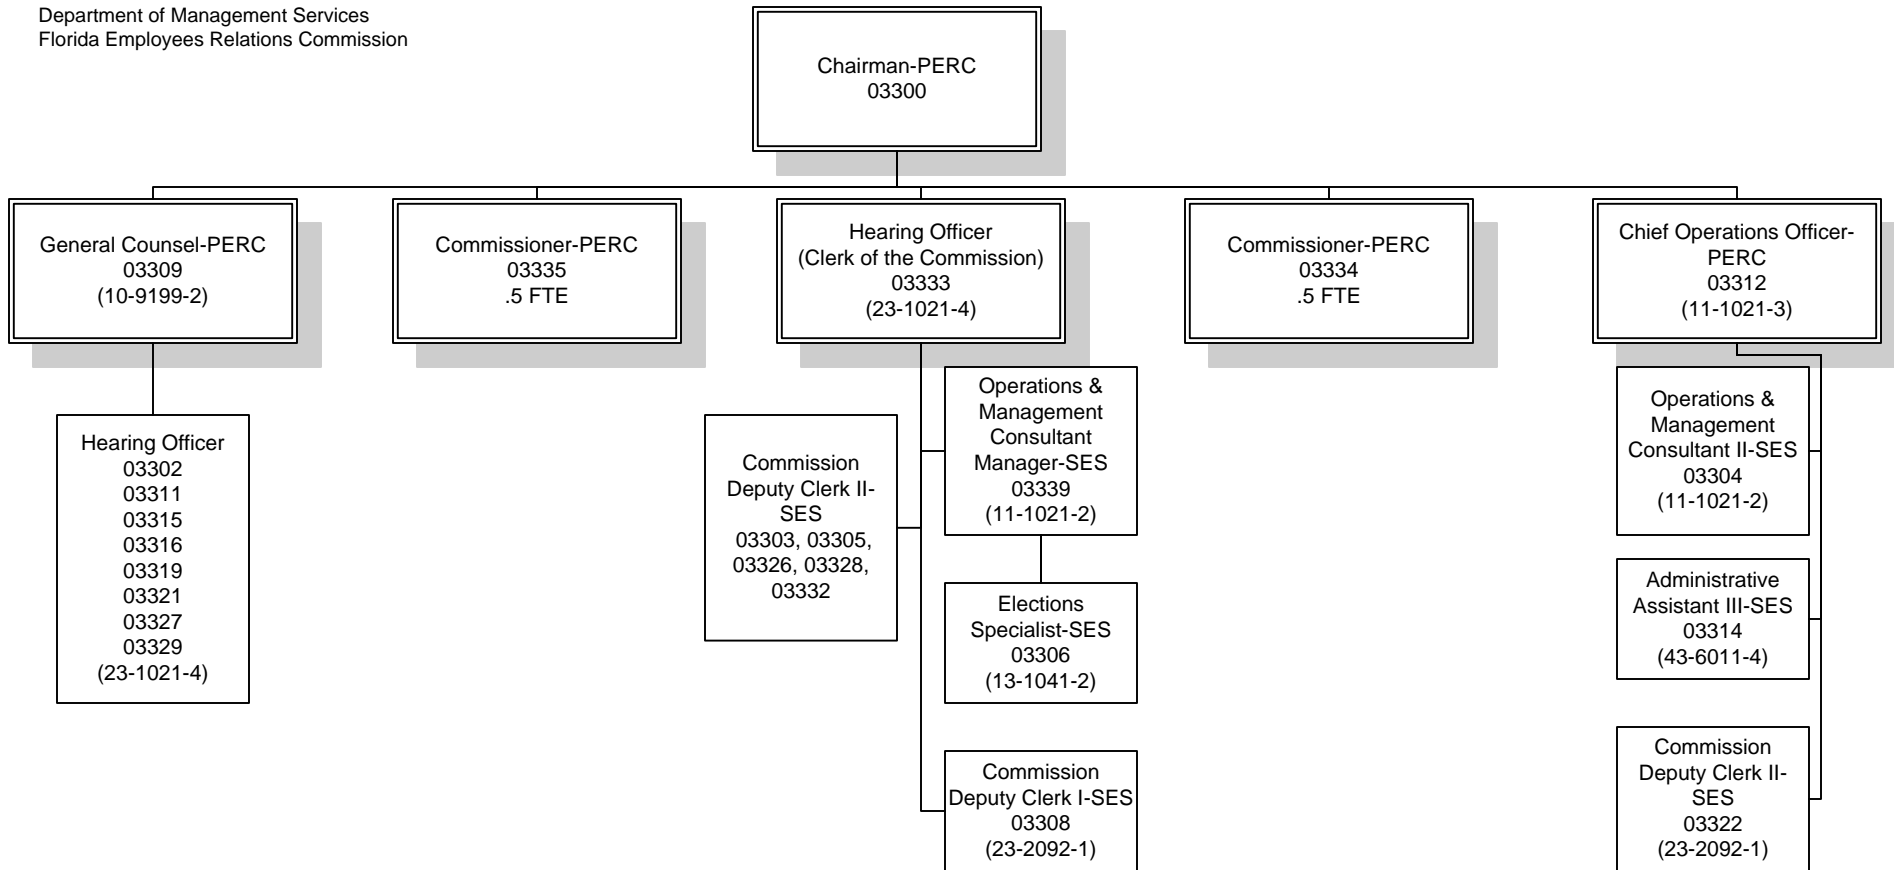 Department of Management Services
Florida Employees Relations Commission
Chairman-PERC
03300
General Counsel-PERC
03309
(10-9199-2)
Commissioner-PERC
03335
.5 FTE
Hearing Officer
(Clerk of the Commission)
03333
(23-1021-4)
Commissioner-PERC
03334
.5 FTE
Chief Operations Officer-
PERC
03312
(11-1021-3)
Hearing Officer
03302
03311
03315
03316
03319
03321
03327
03329
(23-1021-4)
Commission
Deputy Clerk II-
SES
03303, 03305,
03326, 03328,
03332
Operations &
Management
Consultant
Manager-SES
03339
(11-1021-2)
Elections
Specialist-SES
03306
(13-1041-2)
Commission
Deputy Clerk I-SES
03308
(23-2092-1)
Operations &
Management
Consultant II-SES
03304
(11-1021-2)
Administrative
Assistant III-SES
03314
(43-6011-4)
Commission
Deputy Clerk II-
SES
03322
(23-2092-1)